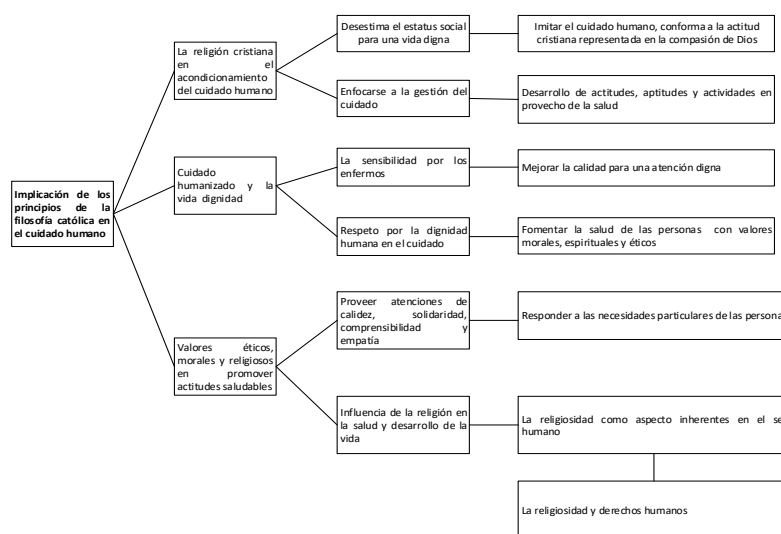 Implicación de los
principios de la
filosofía católica en
el cuidado humano
La religión cristiana
en el
acondicionamiento
del cuidado humano
Desestima el estatus social
para una vida digna
Imitar el cuidado humano, conforma a la actitud
cristiana representada en la compasión de Dios
Enfocarse a la gestión del
cuidado
Desarrollo de actitudes, aptitudes y actividades en
provecho de la salud
Cuidado
humanizado y la
vida dignidad
La sensibilidad por los
enfermos
Mejorar la calidad para una atención digna
Respeto por la dignidad
humana en el cuidado
Fomentar la salud de las personas con valores
morales, espirituales y éticos
Valores éticos,
morales y religiosos
en promover
actitudes saludables
Proveer atenciones de
calidez, solidaridad,
comprensibilidad y
empatía
Responder a las necesidades particulares de las persona
Influencia de la religión en
la salud y desarrollo de la
vida
La religiosidad como aspecto inherentes en el se
humano
La religiosidad y derechos humanos